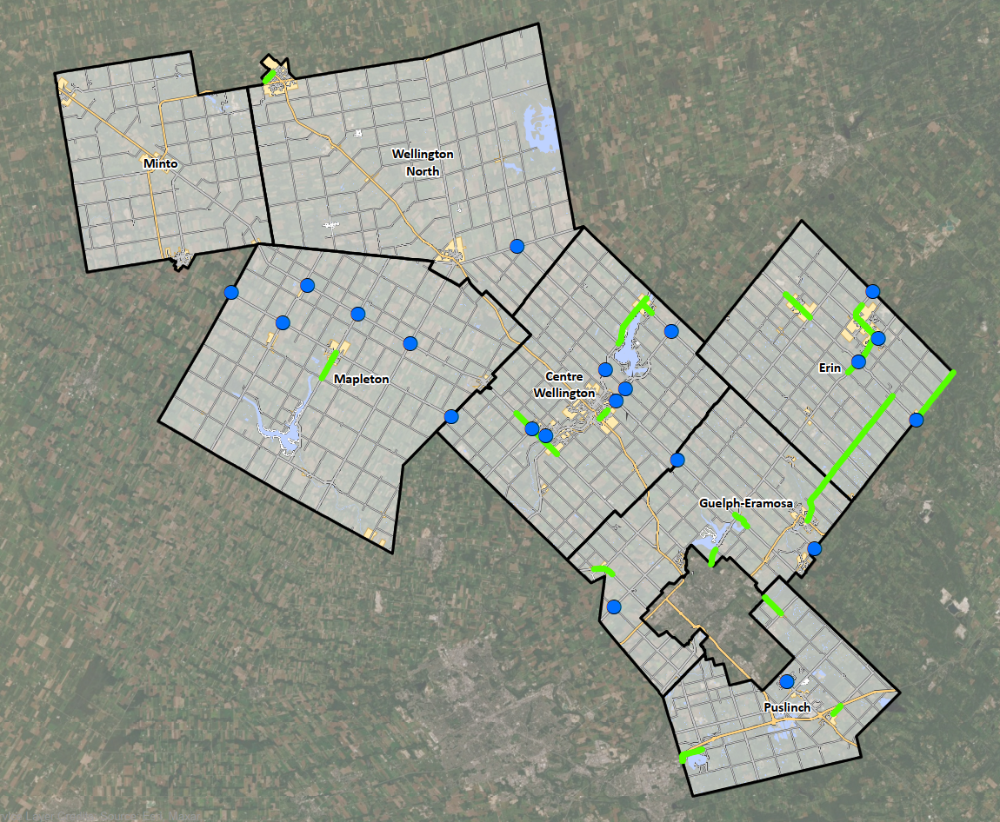 Minto
Wellington
North
Mapleton
Centre
Wellington
Erin
Guelph-Eramosa
Puslinch